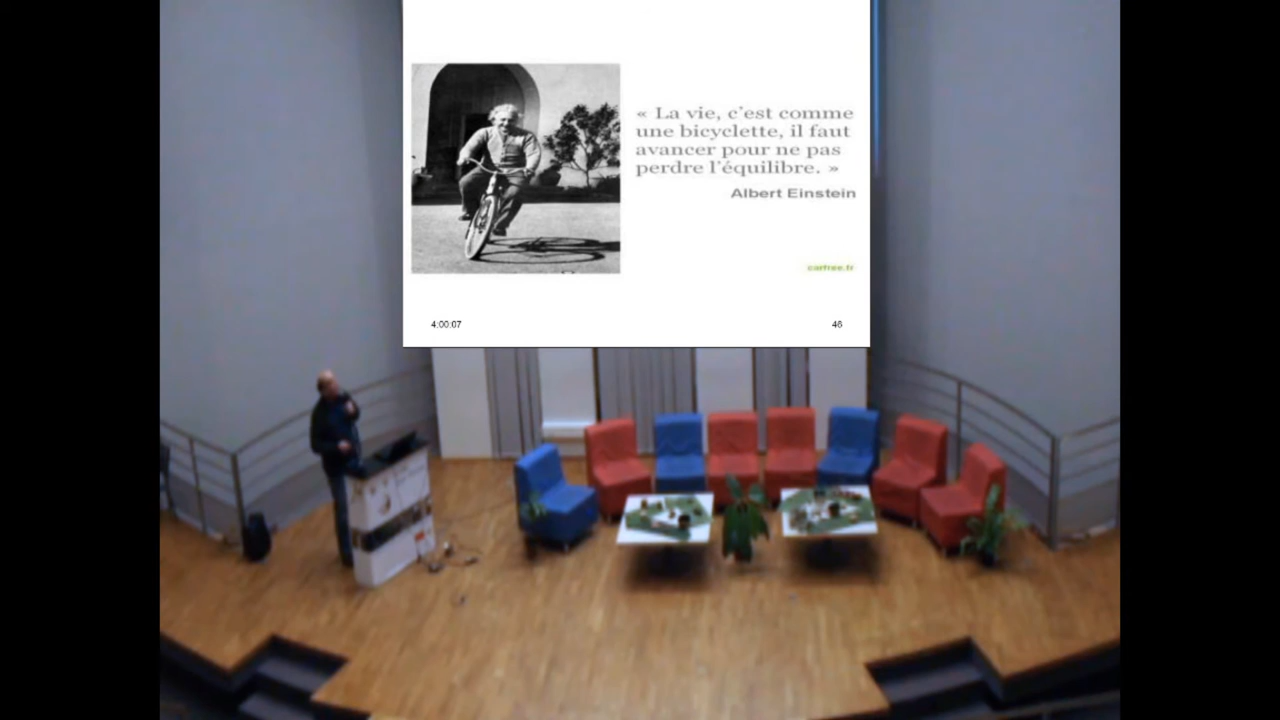 « La vie, c'est comme
une bicyclette, il faut
avancer pour ne pas
perdre l'équilibre. »
Albert Einstein
carfree.fr
4:00:07
46